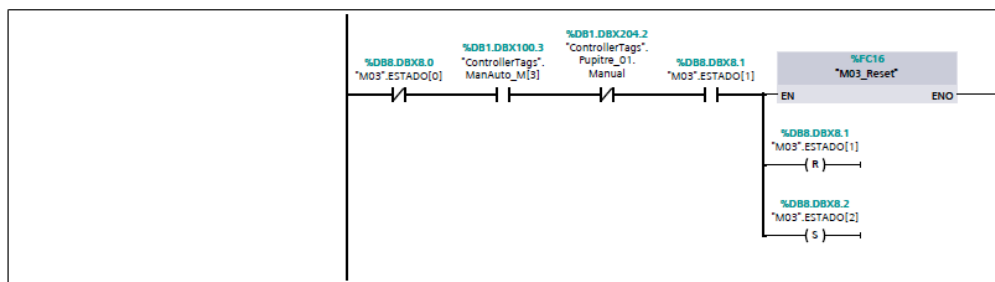 %DB8.DBX8.0
"M03".ESTADO[0]
%DB1.DBX100.3
"ControllerTags".
ManAuto_M[3]
%DB1.DBX204.2
"ControllerTags".
Pupitre_01.
Manual
%DB8.DBX8.1
"M03".ESTADO[1]
%FC16
"M03_Reset"
EN
ENO
%DB8.DBX8.1
"M03".ESTADO[1]
R
%DB8.DBX8.2
"M03".ESTADO[2]
S